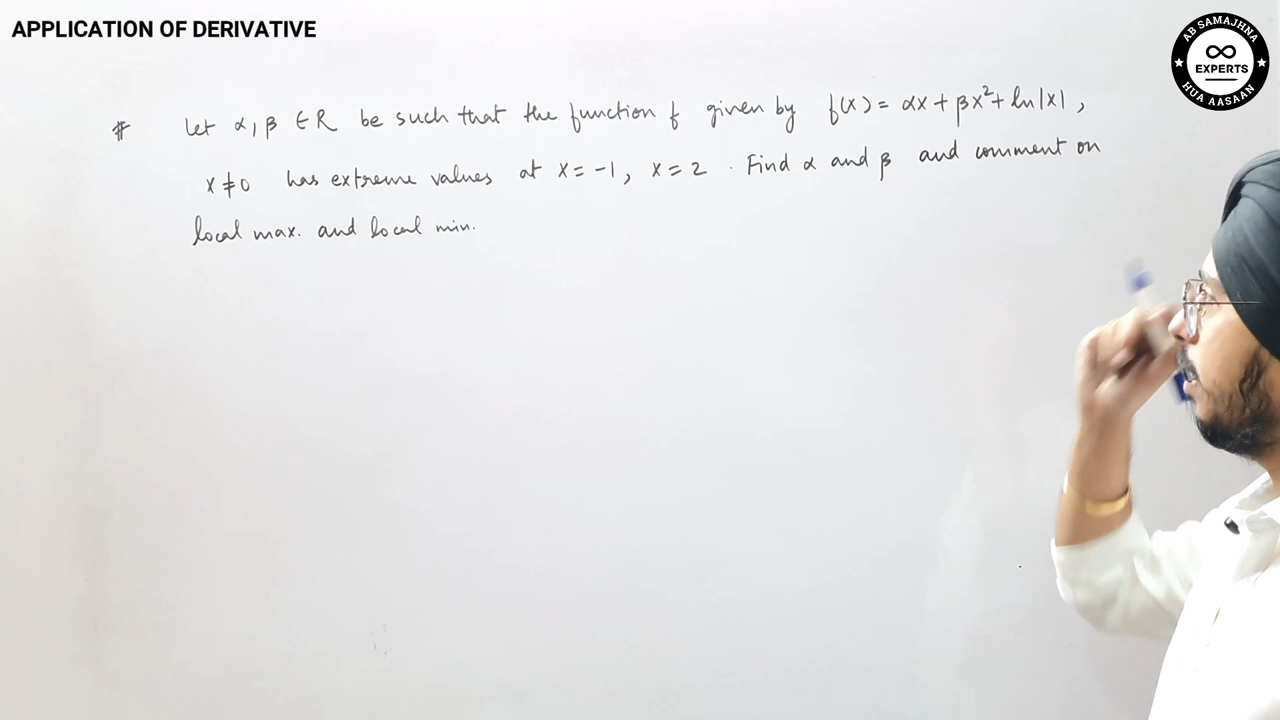 APPLICATION OF DERIVATIVE
AB SAMAJHNA
∞
EXPERTS
HUA AASAAN
# Let α, β ∈ R be such that the function f given by f(x) = αx + βx² + ln|x|,
x ≠ 0 has extreme values at x = -1, x = 2. Find α and β and comment on
local max. and local min.